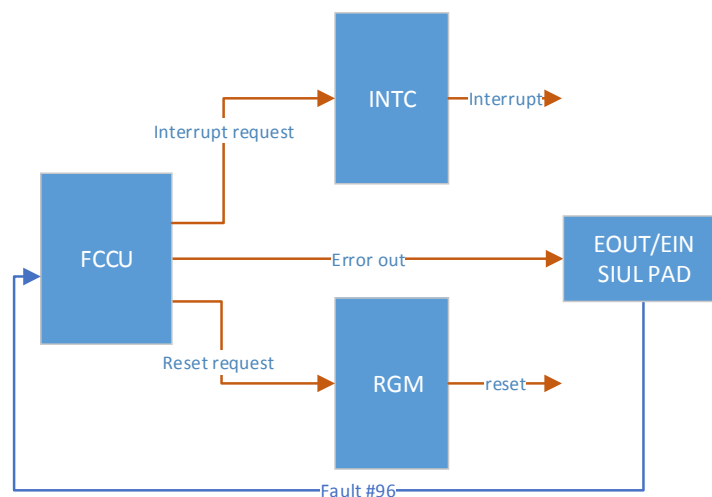 INTC
Interrupt
Interrupt request
FCCU
Error out
EOUT/EIN
SIUL PAD
Reset request
RGM
reset
Fault #96